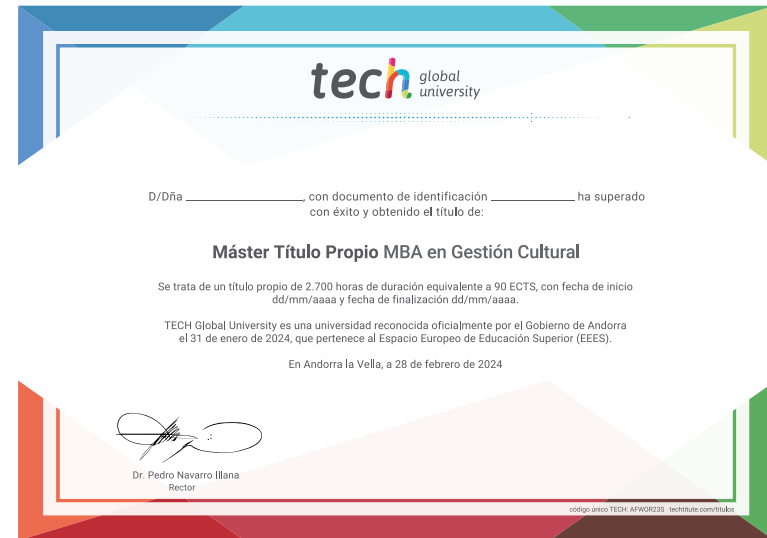 tech global university
D/Dña ____________, con documento de identificación ____________ ha superado
con éxito y obtenido el título de:
Máster Título Propio MBA en Gestión Cultural
Se trata de un título propio de 2.700 horas de duración equivalente a 90 ECTS, con fecha de inicio
dd/mm/aaaa y fecha de finalización dd/mm/aaaa.
TECH Global University es una universidad reconocida oficialmente por el Gobierno de Andorra
el 31 de enero de 2024, que pertenece al Espacio Europeo de Educación Superior (EEES).
En Andorra la Vella, a 28 de febrero de 2024
Dr. Pedro Navarro Illana
Rector
código único TECH: AFWOR23S techtitute.com/titulos